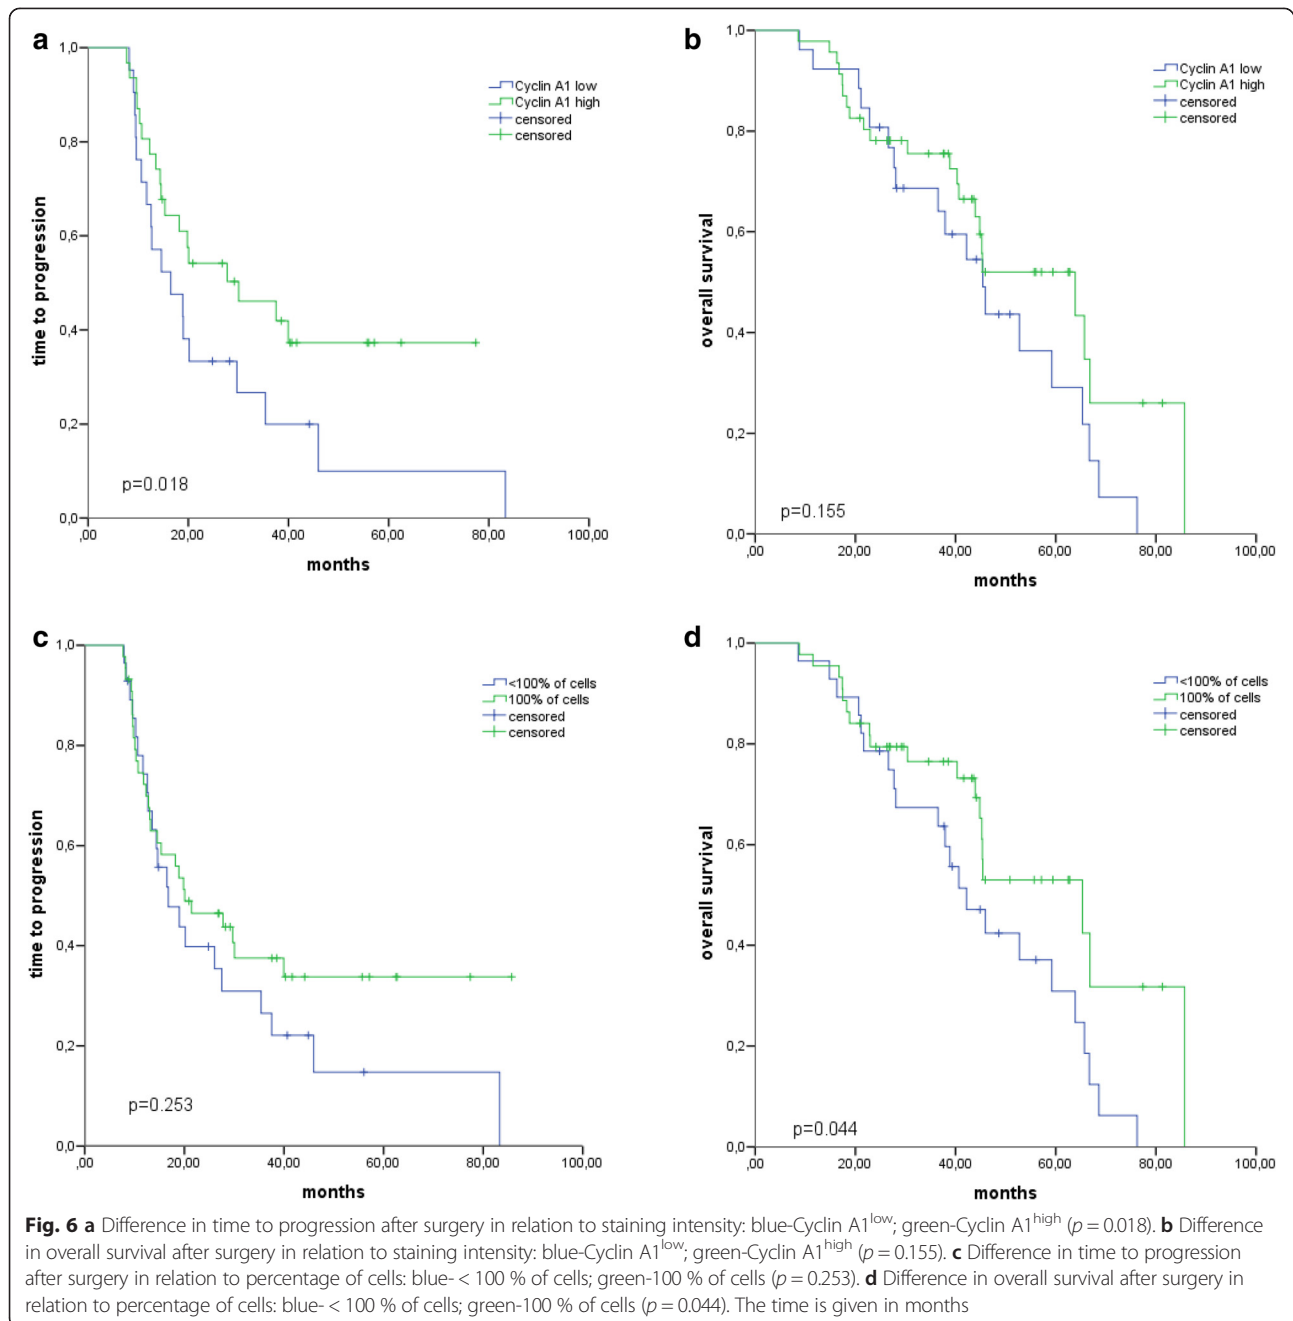 a
1,0
0,8
0,6
0,4
0,2
0,0
time to progression
Cyclin A1 low
Cyclin A1 high
censored
censored
p=0.018
,00 20,00 40,00 60,00 80,00 100,00
months
b
1,0
0,8
0,6
0,4
0,2
0,0
overall survival
Cyclin A1 low
Cyclin A1 high
censored
censored
p=0.155
,00 20,00 40,00 60,00 80,00 100,00
months
c
1,0
0,8
0,6
0,4
0,2
0,0
time to progression
<100% of cells
100% of cells
censored
censored
p=0.253
,00 20,00 40,00 60,00 80,00 100,00
months
d
1,0
0,8
0,6
0,4
0,2
0,0
overall survival
<100% of cells
100% of cells
censored
censored
p=0.044
,00 20,00 40,00 60,00 80,00 100,00
months
Fig. 6 a Difference in time to progression after surgery in relation to staining intensity: blue-Cyclin A1low; green-Cyclin A1high (p = 0.018). b Difference
in overall survival after surgery in relation to staining intensity: blue-Cyclin A1low; green-Cyclin A1high (p = 0.155). c Difference in time to progression
after surgery in relation to percentage of cells: blue- < 100 % of cells; green-100 % of cells (p = 0.253). d Difference in overall survival after surgery in
relation to percentage of cells: blue- < 100 % of cells; green-100 % of cells (p = 0.044). The time is given in months